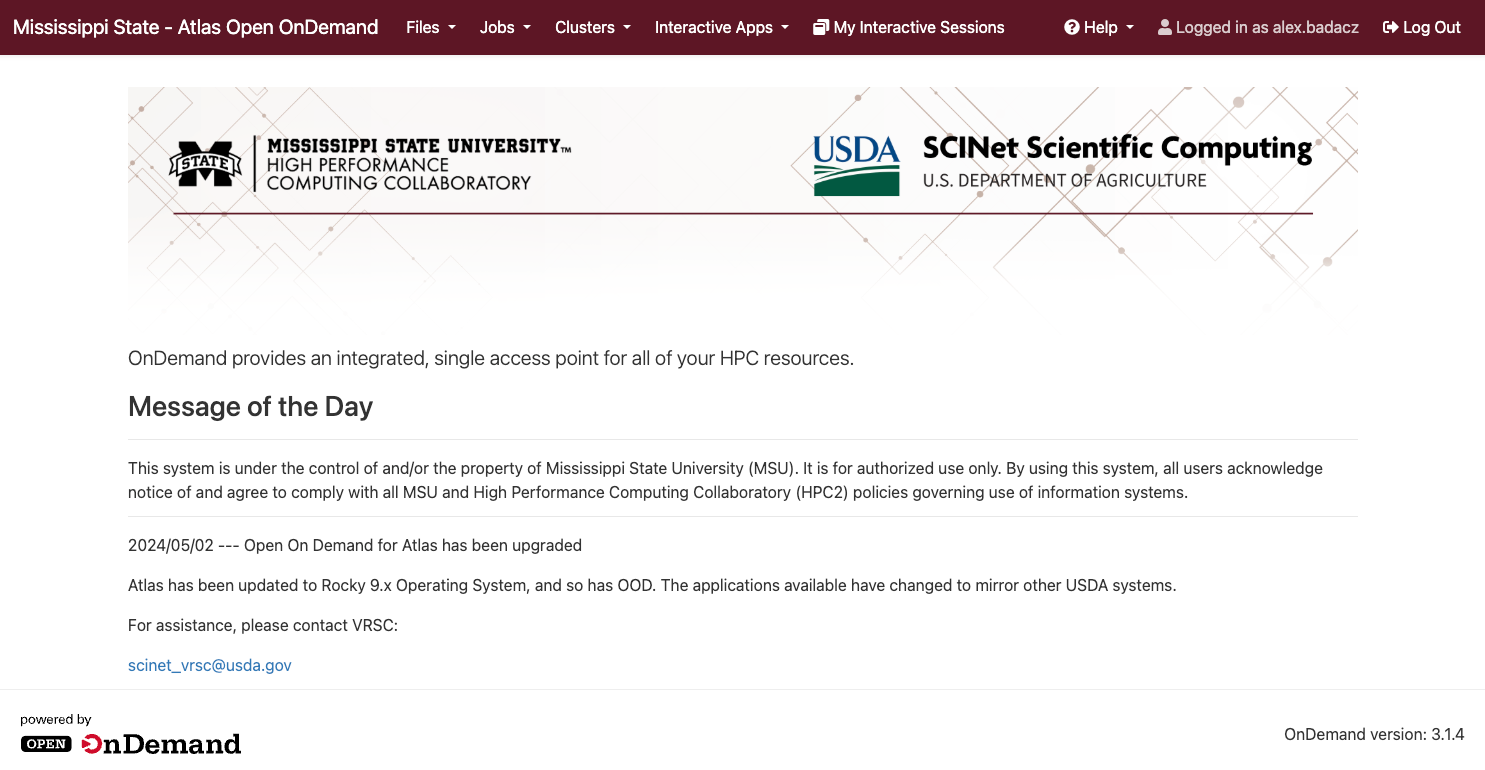 Mississippi State - Atlas Open OnDemand Files Jobs Clusters Interactive Apps My Interactive Sessions Help Logged in as alex.badacz Log Out
STATE
MISSISSIPPI STATE UNIVERSITY™
HIGH PERFORMANCE
COMPUTING COLLABORATORY
USDA
SCINet Scientific Computing
U.S. DEPARTMENT OF AGRICULTURE
OnDemand provides an integrated, single access point for all of your HPC resources.
Message of the Day
This system is under the control of and/or the property of Mississippi State University (MSU). It is for authorized use only. By using this system, all users acknowledge
notice of and agree to comply with all MSU and High Performance Computing Collaboratory (HPC2) policies governing use of information systems.
2024/05/02 --- Open On Demand for Atlas has been upgraded
Atlas has been updated to Rocky 9.x Operating System, and so has OOD. The applications available have changed to mirror other USDA systems.
For assistance, please contact VRSC:
scinet_vrsc@usda.gov
powered by
OPEN OnDemand
OnDemand version: 3.1.4